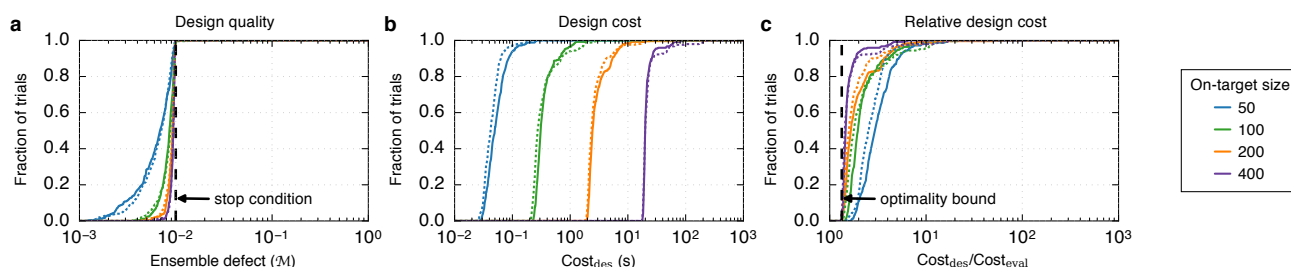 a
Design quality
1.0
0.8
0.6
0.4
0.2
0.0
Fraction of trials
stop condition
10⁻³
10⁻²
10⁻¹
10⁰
Ensemble defect (ℳ)
b
Design cost
1.0
0.8
0.6
0.4
0.2
0.0
Fraction of trials
10⁻²
10⁻¹
10⁰
10¹
10²
10³
Cost_des (s)
c
Relative design cost
1.0
0.8
0.6
0.4
0.2
0.0
Fraction of trials
optimality bound
10⁰
10¹
10²
10³
Cost_des/Cost_eval
On-target size
50
100
200
400